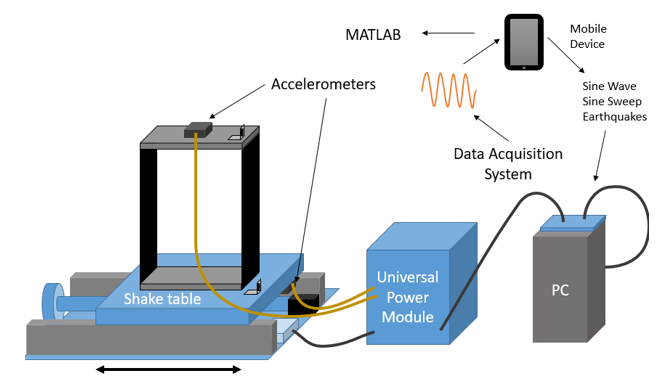 MATLAB
Mobile
Device
Accelerometers
Sine Wave
Sine Sweep
Earthquakes
Data Acquisition
System
Universal
Power
Module
PC
Shake table